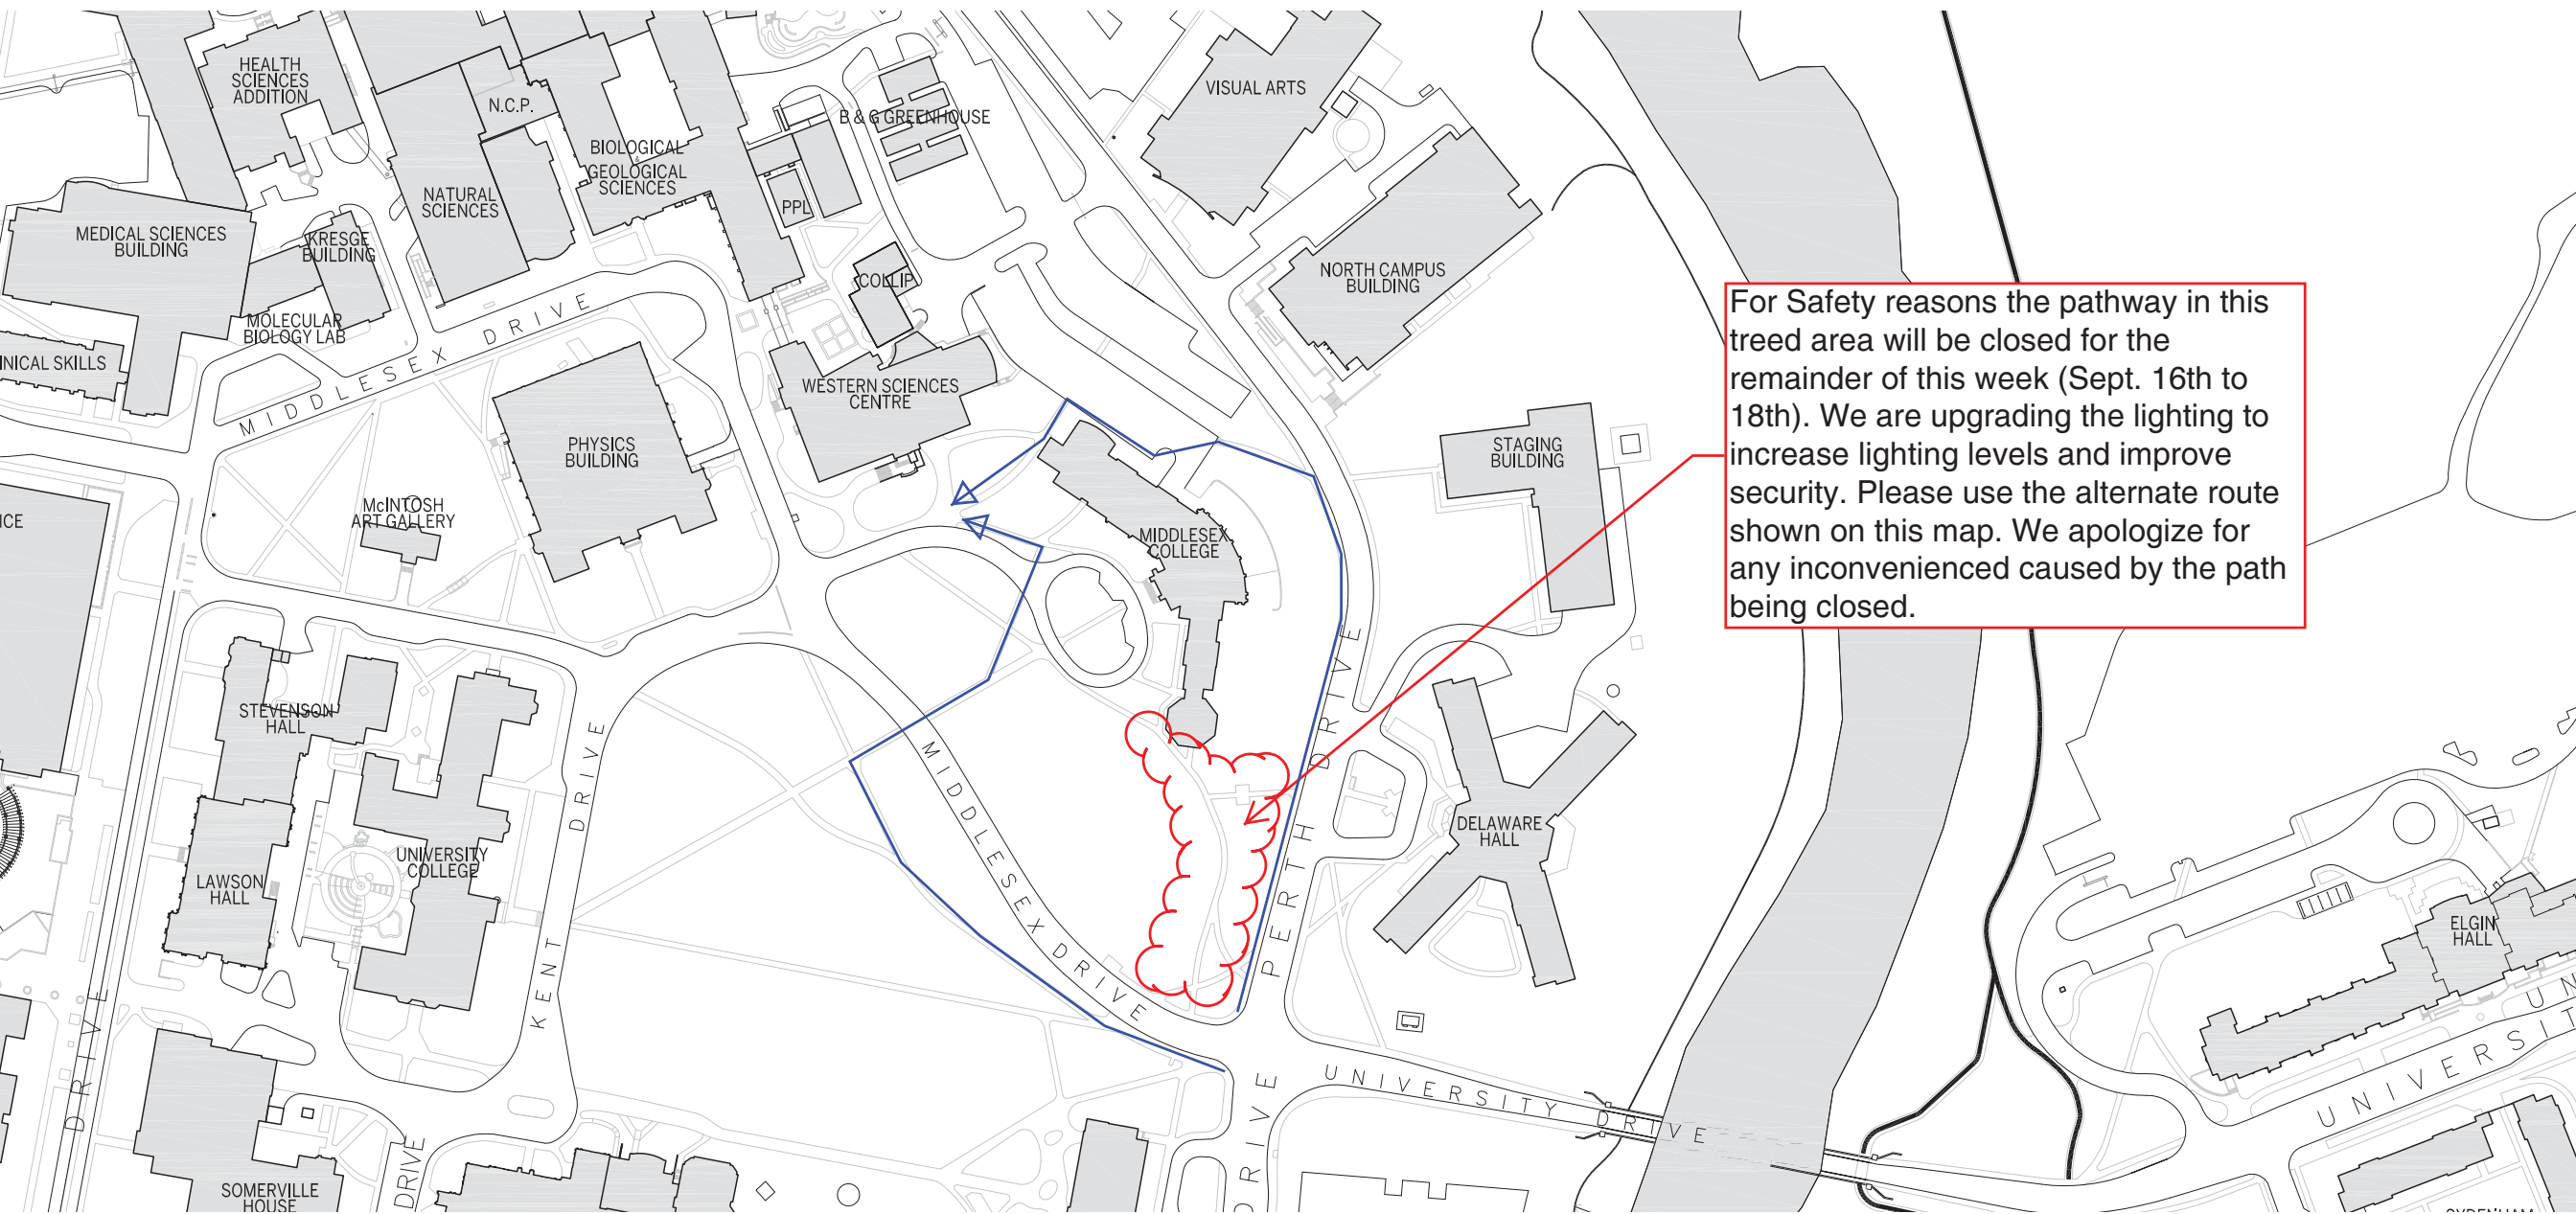 HEALTH
SCIENCES
ADDITION
N.C.P.
BIOLOGICAL
&
GEOLOGICAL
SCIENCES
B & G GREENHOUSE
VISUAL ARTS
NATURAL
SCIENCES
PPL
MEDICAL SCIENCES
BUILDING
KRESGE
BUILDING
COLLIP
NORTH CAMPUS
BUILDING
MOLECULAR
BIOLOGY LAB
MIDDLESEX DRIVE
INICAL SKILLS
WESTERN SCIENCES
CENTRE
PHYSICS
BUILDING
For Safety reasons the pathway in this
treed area will be closed for the
remainder of this week (Sept. 16th to
18th). We are upgrading the lighting to
increase lighting levels and improve
security. Please use the alternate route
shown on this map. We apologize for
any inconvenienced caused by the path
being closed.
STAGING
BUILDING
McINTOSH
ART GALLERY
ICE
MIDDLESEX
COLLEGE
STEVENSON
HALL
KENT DRIVE
MIDDLESEX DRIVE
PERTH DRIVE
DELAWARE
HALL
UNIVERSITY
COLLEGE
LAWSON
HALL
ELGIN
HALL
DRIVE
UN
UNIVERSIT
UNIVERSITY DRIVE
DRIVE
DRIVE
SOMERVILLE
HOUSE